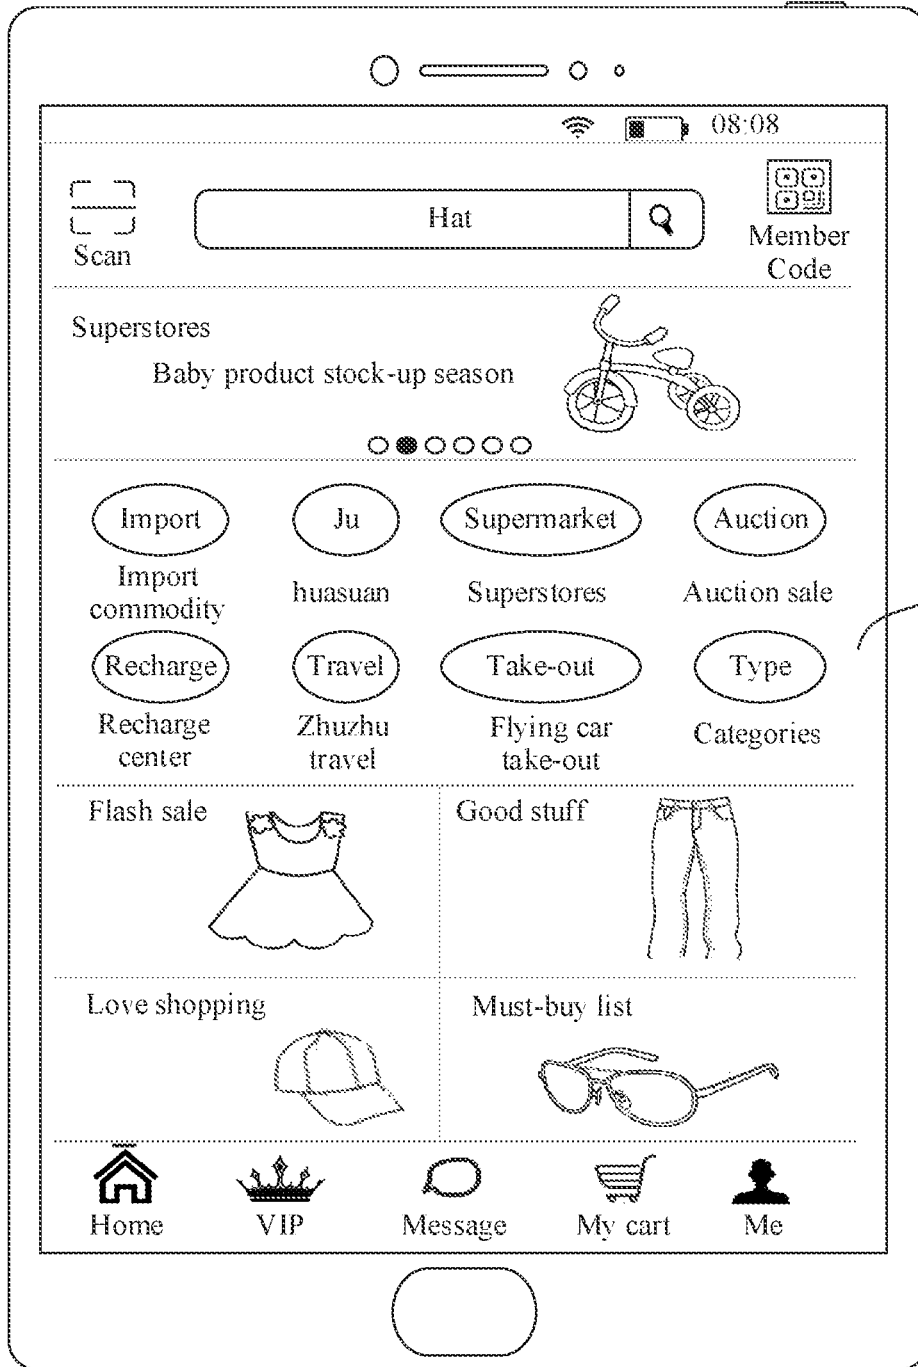 08:08
Scan
Hat
Member
Code
Superstores
Baby product stock-up season
Import
Ju
Supermarket
Auction
Import
commodity
huasuan
Superstores
Auction sale
Recharge
Travel
Take-out
Type
Recharge
center
Zhuzhu
travel
Flying car
take-out
Categories
Flash sale
Good stuff
Love shopping
Must-buy list
Home
VIP
Message
My cart
Me